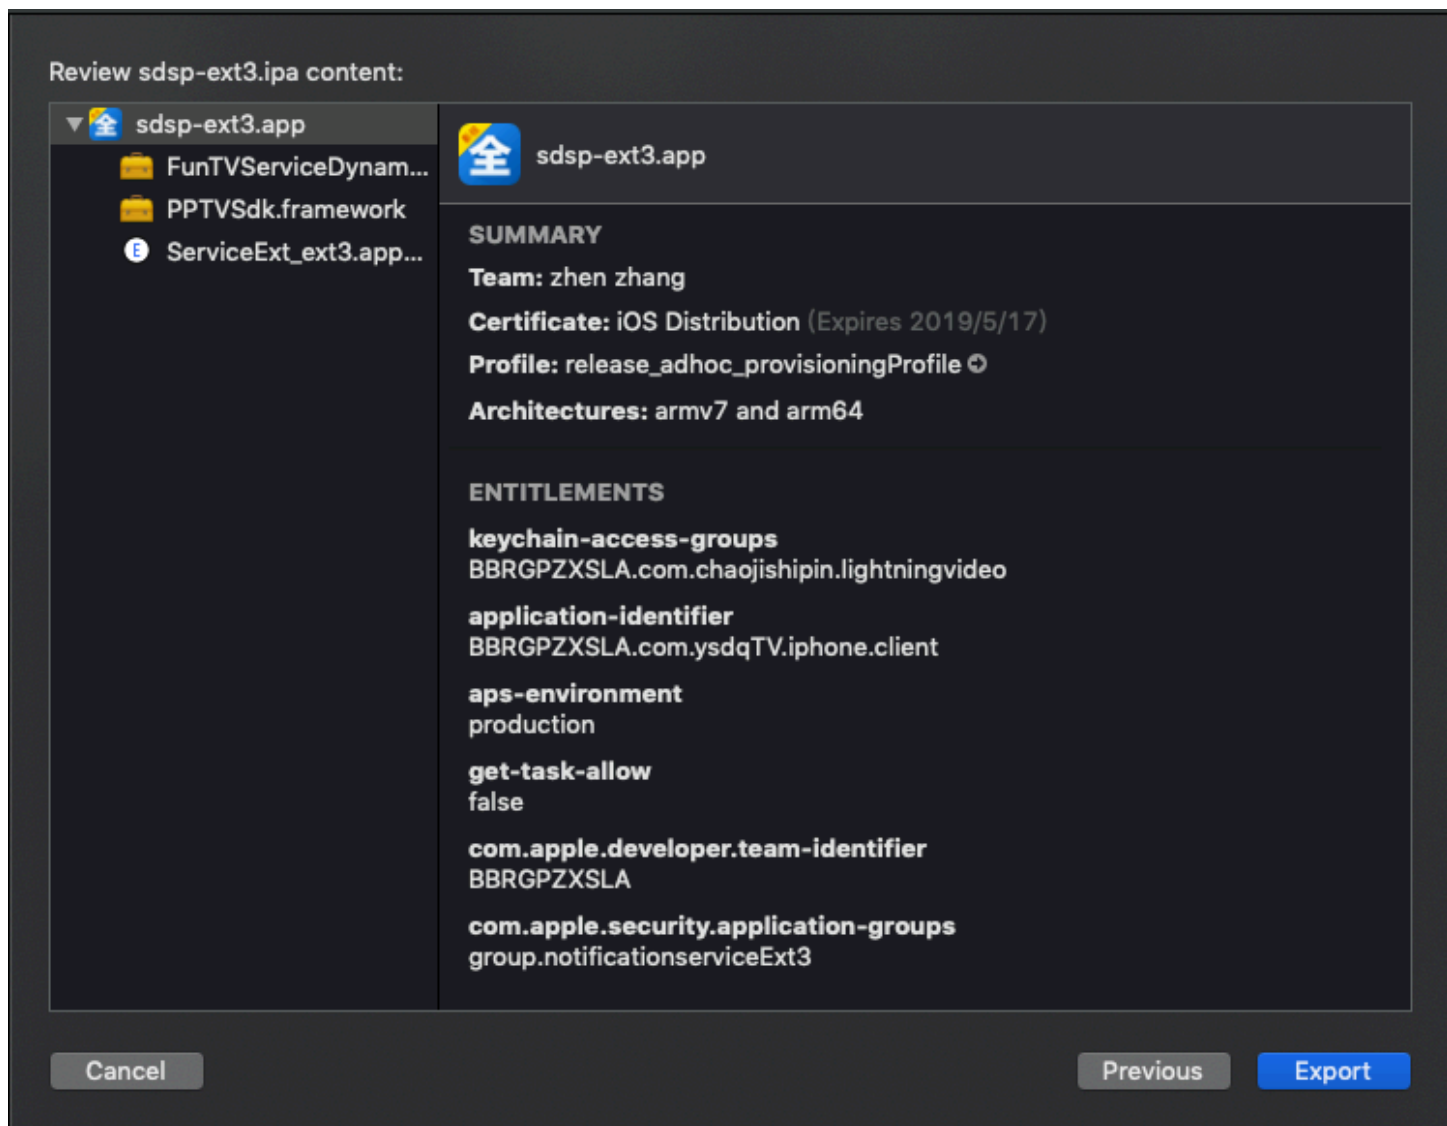 Review sdsp-ext3.ipa content:
全 sdsp-ext3.app
FunTVServiceDynam...
PPTVSdk.framework
E ServiceExt_ext3.app...
全 sdsp-ext3.app
SUMMARY
Team: zhen zhang
Certificate: iOS Distribution (Expires 2019/5/17)
Profile: release_adhoc_provisioningProfile
Architectures: armv7 and arm64
ENTITLEMENTS
keychain-access-groups
BBRGPZXSLA.com.chaojishipin.lightningvideo
application-identifier
BBRGPZXSLA.com.ysdqTV.iphone.client
aps-environment
production
get-task-allow
false
com.apple.developer.team-identifier
BBRGPZXSLA
com.apple.security.application-groups
group.notificationserviceExt3
Cancel
Previous
Export